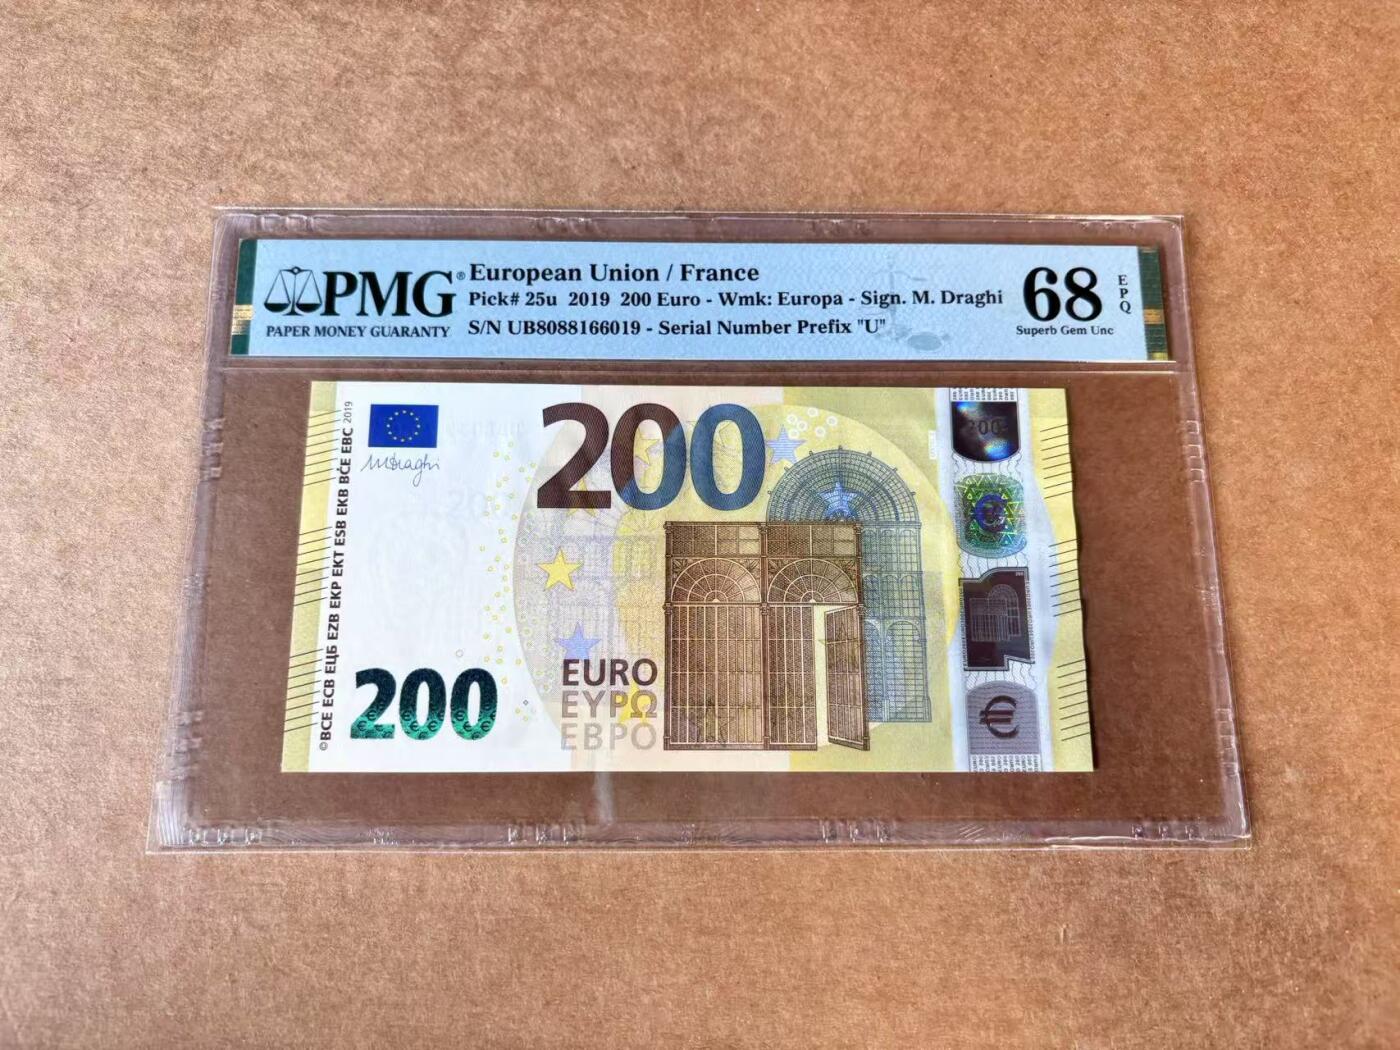 PMG®
PAPER MONEY GUARANTY
European Union / France
Pick# 25u 2019 200 Euro - Wmk: Europa - Sign. M. Draghi
S/N UB8088166019 - Serial Number Prefix "U"
68
Superb Gem Unc
EPQ
©BCE ECB ЕЦБ EZB EKP EKT ESB EKB BĊE EBC 2019
M Draghi
200
200
200
EURO
ΕΥΡΩ
ЕВРО
€